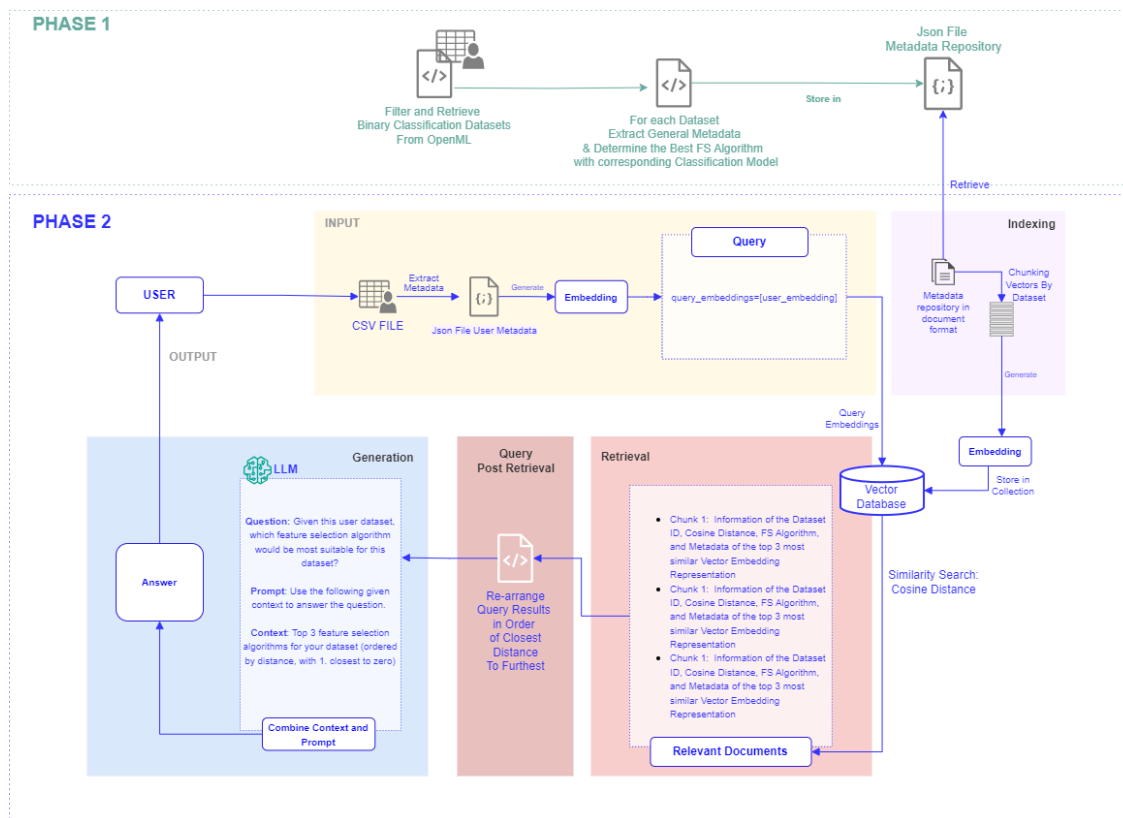 PHASE 1
Json File
Metadata Repository
Store in
Filter and Retrieve
Binary Classification Datasets
From OpenML
For each Dataset
Extract General Metadata
& Determine the Best FS Algorithm
with corresponding Classification Model
Retrieve
PHASE 2
INPUT
Indexing
Query
USER
Extract
Metadata
Generate
Embedding
query_embeddings=[user_embedding]
CSV FILE
Json File User Metadata
Metadata
repository in
document
format
Chunking
Vectors By
Dataset
OUTPUT
Generate
Query
Embeddings
Embedding
Store in
Collection
Vector
Database
Similarity Search:
Cosine Distance
Generation
LLM
Question: Given this user dataset,
which feature selection algorithm
would be most suitable for this
dataset?
Prompt: Use the following given
context to answer the question.
Context: Top 3 feature selection
algorithms for your dataset (ordered
by distance, with 1. closest to zero)
Combine Context and
Prompt
Answer
Query
Post Retrieval
Re-arrange
Query Results
in Order
of Closest
Distance
To Furthest
Retrieval
Chunk 1: Information of the Dataset
ID, Cosine Distance, FS Algorithm,
and Metadata of the top 3 most
similar Vector Embedding
Representation
Chunk 1: Information of the Dataset
ID, Cosine Distance, FS Algorithm,
and Metadata of the top 3 most
similar Vector Embedding
Representation
Chunk 1: Information of the Dataset
ID, Cosine Distance, FS Algorithm,
and Metadata of the top 3 most
similar Vector Embedding
Representation
Relevant Documents